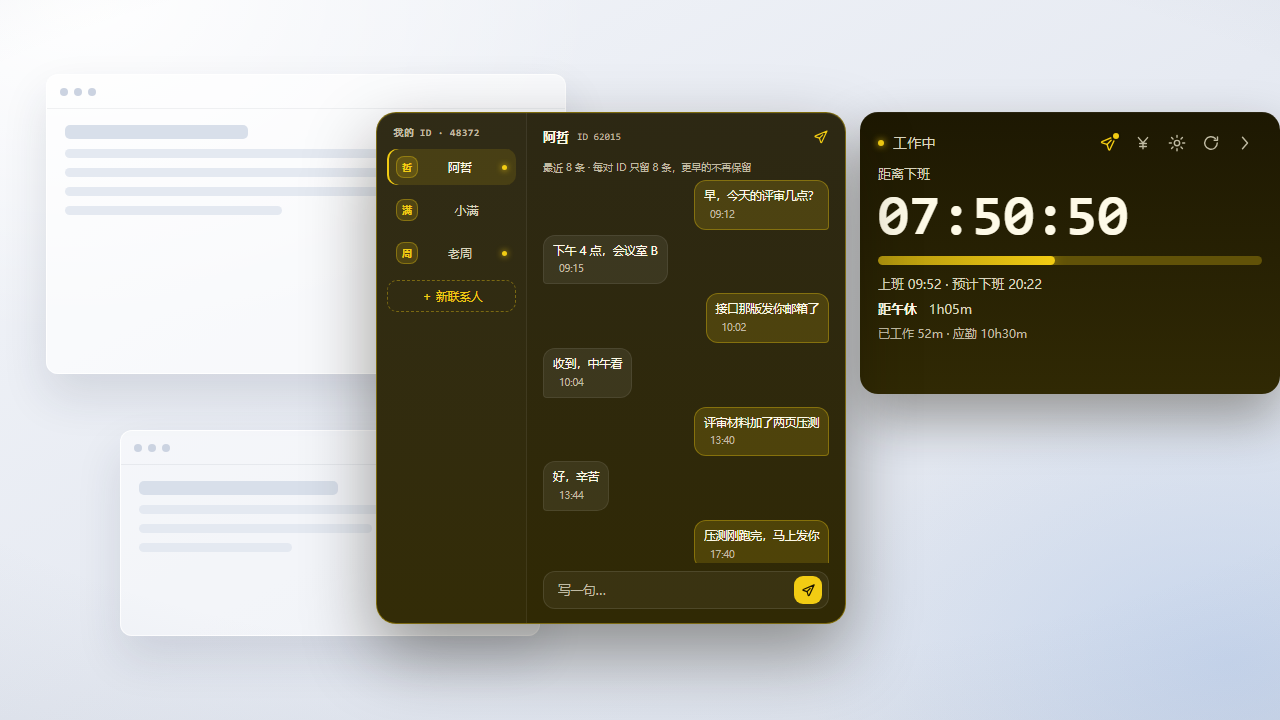 我的 ID · 48372
哲 阿哲
满 小满
周 老周
+ 新联系人
阿哲 ID 62015
最近 8 条 · 每对 ID 只留 8 条，更早的不再保留
早，今天的评审几点？
09:12
下午 4 点，会议室 B
09:15
接口那版发你邮箱了
10:02
收到，中午看
10:04
评审材料加了两页压测
13:40
好，辛苦
13:44
压测刚跑完，马上发你
17:40
写一句...
工作中
¥
距离下班
07:50:50
上班 09:52 · 预计下班 20:22
距午休 1h05m
已工作 52m · 应勤 10h30m